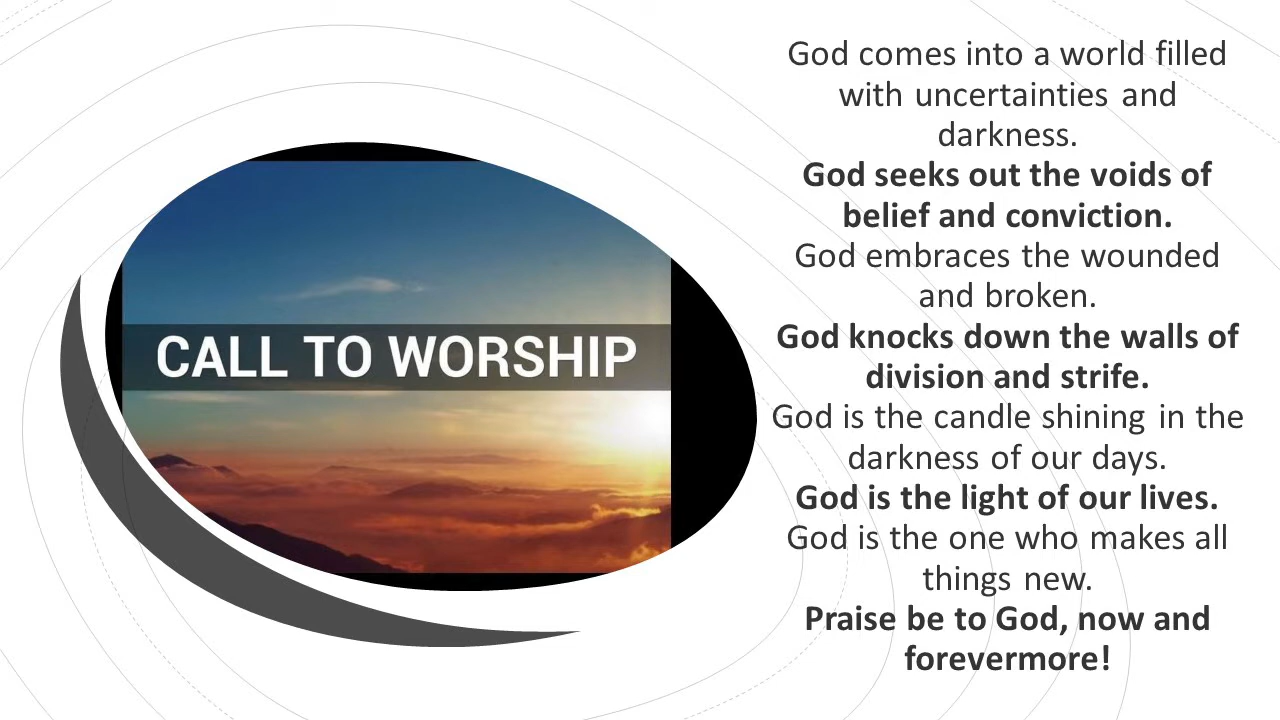 CALL TO WORSHIP
God comes into a world filled
with uncertainties and
darkness.
God seeks out the voids of
belief and conviction.
God embraces the wounded
and broken.
God knocks down the walls of
division and strife.
God is the candle shining in the
darkness of our days.
God is the light of our lives.
God is the one who makes all
things new.
Praise be to God, now and
forevermore!